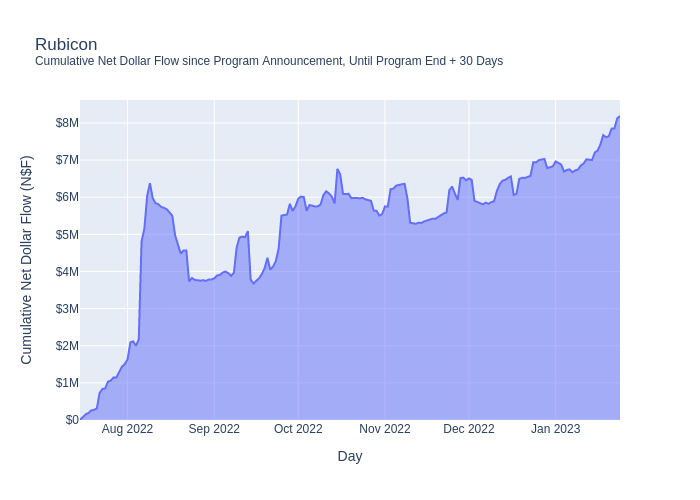 Rubicon
Cumulative Net Dollar Flow since Program Announcement, Until Program End + 30 Days
Cumulative Net Dollar Flow (N$F)
$8M
$7M
$6M
$5M
$4M
$3M
$2M
$1M
$0
Aug 2022 Sep 2022 Oct 2022 Nov 2022 Dec 2022 Jan 2023
Day